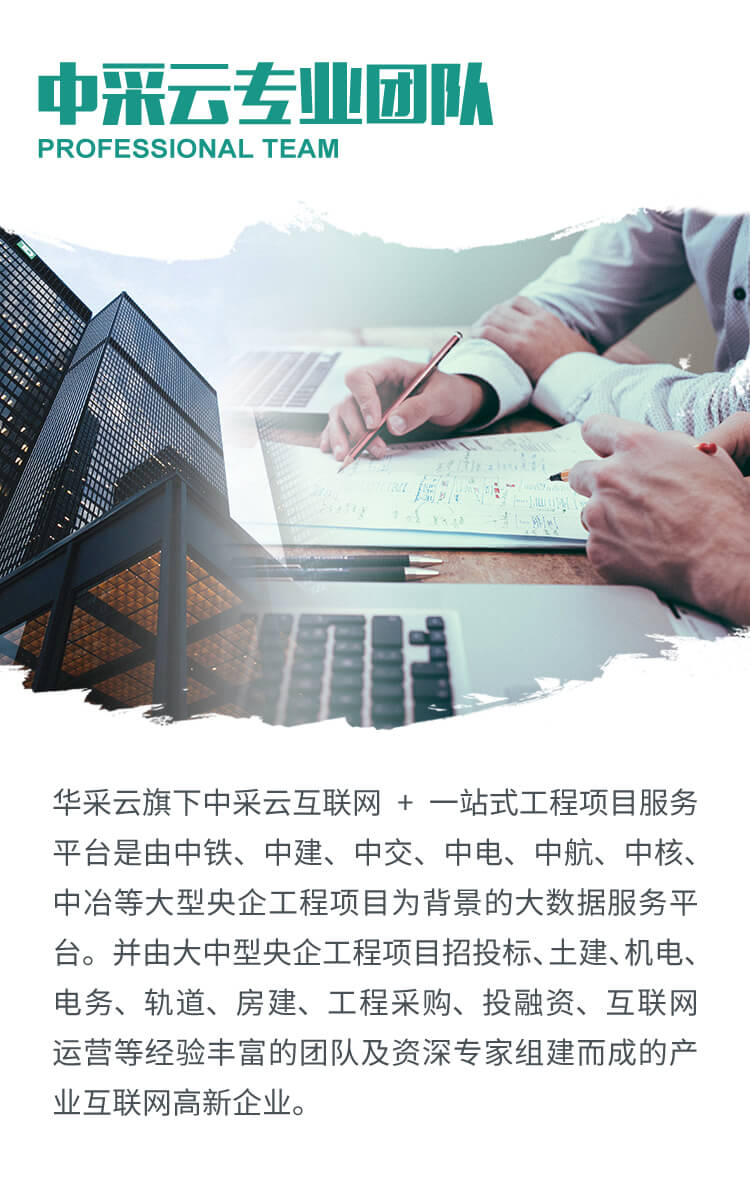 中采云专业团队
PROFESSIONAL TEAM
华采云旗下中采云互联网 + 一站式工程项目服务
平台是由中铁、中建、中交、中电、中航、中核、
中冶等大型央企工程项目为背景的大数据服务平
台。并由大中型央企工程项目招投标、土建、机电、
电务、轨道、房建、工程采购、投融资、互联网
运营等经验丰富的团队及资深专家组建而成的产
业互联网高新企业。